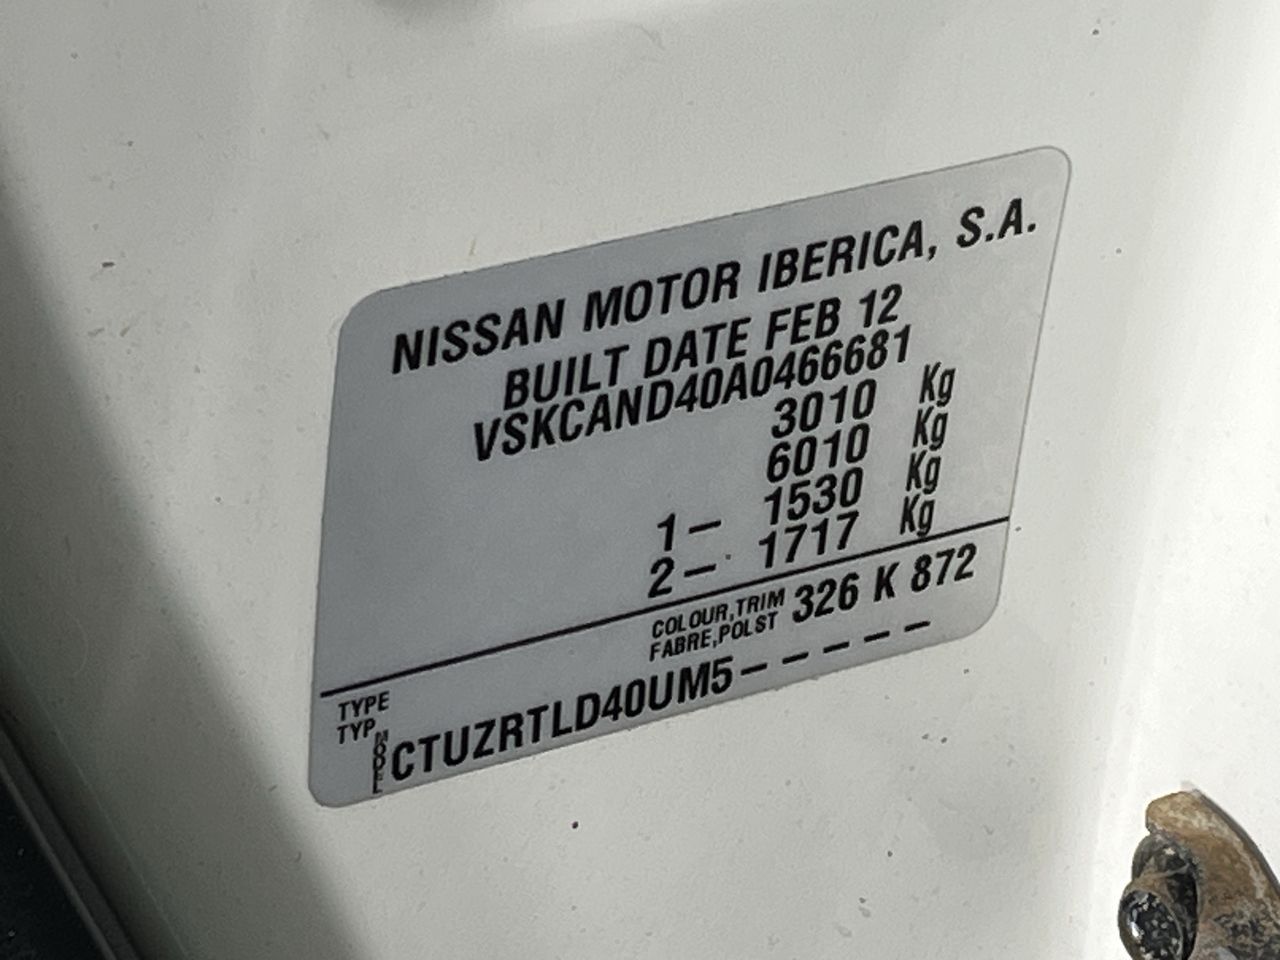 NISSAN MOTOR IBERICA, S.A.
BUILT DATE FEB 12
VSKCAND40A0466681
3010 Kg
6010 Kg
1– 1530 Kg
2– 1717 Kg
COLOUR,TRIM 326 K 872
FABRE,POLST
TYPE
TYP
MODEL CTUZRTLD40UM5– – – – –